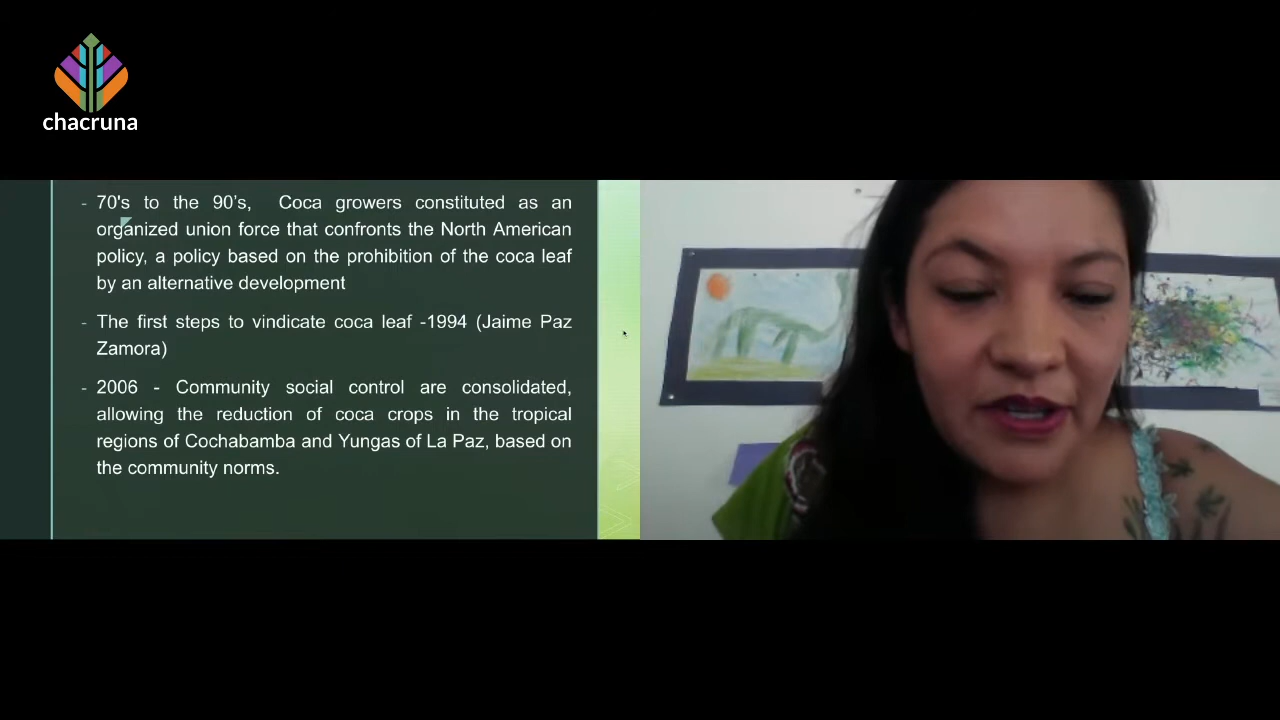 chacruna
- 70's to the 90's, Coca growers constituted as an
organized union force that confronts the North American
policy, a policy based on the prohibition of the coca leaf
by an alternative development
- The first steps to vindicate coca leaf -1994 (Jaime Paz
Zamora)
- 2006 - Community social control are consolidated,
allowing the reduction of coca crops in the tropical
regions of Cochabamba and Yungas of La Paz, based on
the community norms.